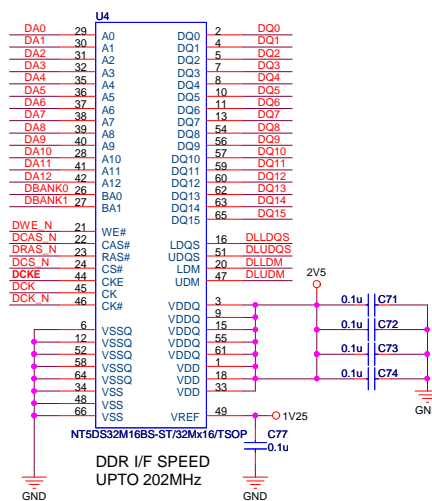 U4
DA0 29 A0 DQ0 2 DQ0
DA1 30 A1 DQ1 4 DQ1
DA2 31 A2 DQ2 5 DQ2
DA3 32 A3 DQ3 7 DQ3
DA4 35 A4 DQ4 8 DQ4
DA5 36 A5 DQ5 10 DQ5
DA6 37 A6 DQ6 11 DQ6
DA7 38 A7 DQ7 13 DQ7
DA8 39 A8 DQ8 54 DQ8
DA9 40 A9 DQ9 56 DQ9
DA10 28 A10 DQ10 57 DQ10
DA11 41 A11 DQ11 59 DQ11
DA12 42 A12 DQ12 60 DQ12
DBANK0 26 BA0 DQ13 62 DQ13
DBANK1 27 BA1 DQ14 63 DQ14
DQ15 65 DQ15
DWE_N 21 WE#
DCAS_N 22 CAS# LDQS 16 DLLDQS
DRAS_N 23 RAS# UDQS 51 DLUDQS
DCS_N 24 CS# LDM 20 DLLDM
DCKE 44 CKE UDM 47 DLUDM
DCK 45 CK
DCK_N 46 CK#
2V5
VDDQ 3
VDDQ 9
6 VSSQ VDDQ 15
12 VSSQ VDDQ 55
52 VSSQ VDDQ 61
58 VSSQ VDD 1
64 VSSQ VDD 18
34 VSS VDD 33
48 VSS
66 VSS VREF 49 1V25
0.1u C71
0.1u C72
0.1u C73
0.1u C74
GND
NT5DS32M16BS-ST/32Mx16/TSOP
C77
0.1u
DDR I/F SPEED
UPTO 202MHz
GND
GND